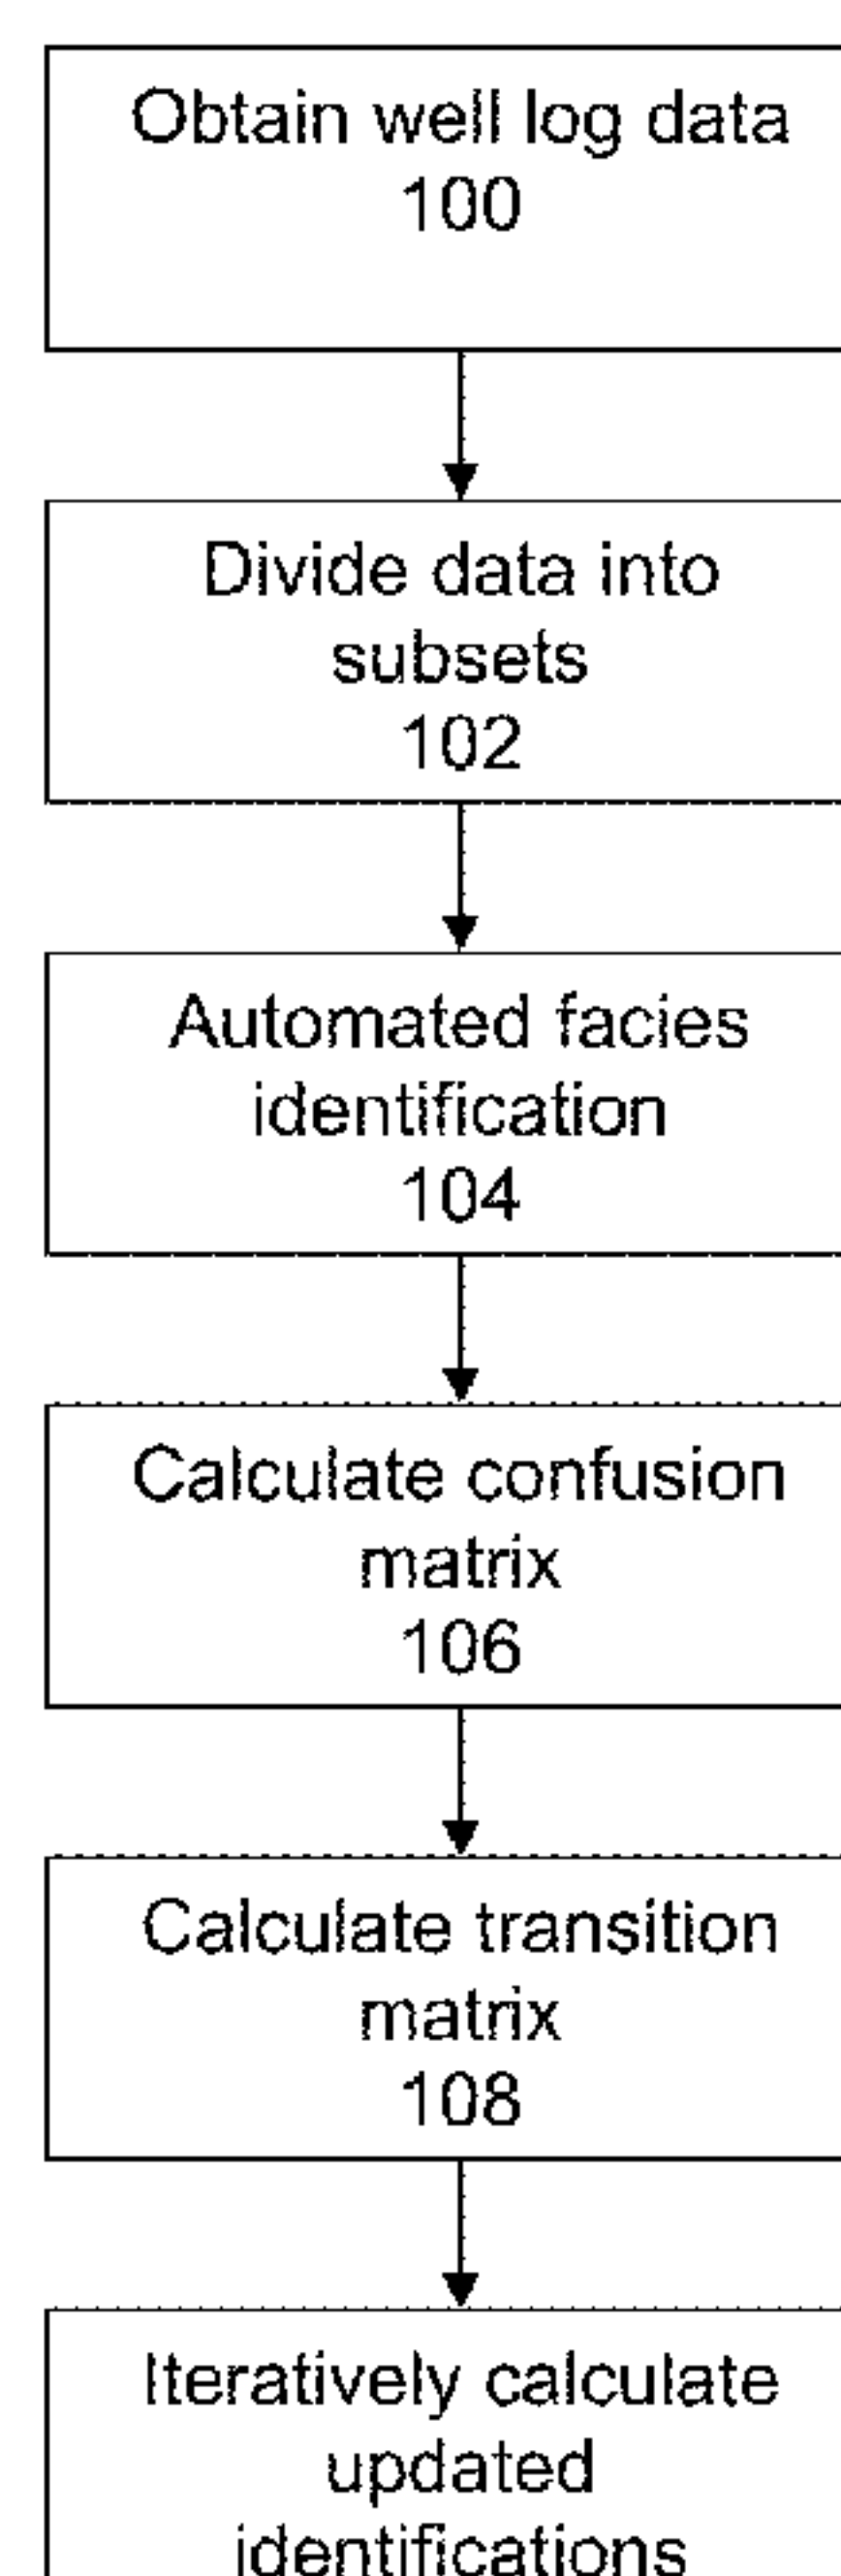 Obtain well log data
100
Divide data into
subsets
102
Automated facies
identification
104
Calculate confusion
matrix
106
Calculate transition
matrix
108
Iteratively calculate
updated
identifications